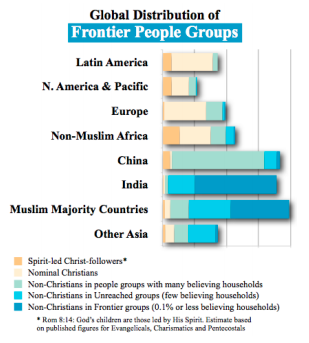 Global Distribution of
Frontier People Groups
Latin America
N. America & Pacific
Europe
Non-Muslim Africa
China
India
Muslim Majority Countries
Other Asia
Spirit-led Christ-followers*
Nominal Christians
Non-Christians in people groups with many believing households
Non-Christians in Unreached groups (few believing households)
Non-Christians in Frontier groups (0.1% or less believing households)
* Rom 8:14: God's children are those led by His Spirit. Estimate based
on published figures for Evangelicals, Charismatics and Pentecostals